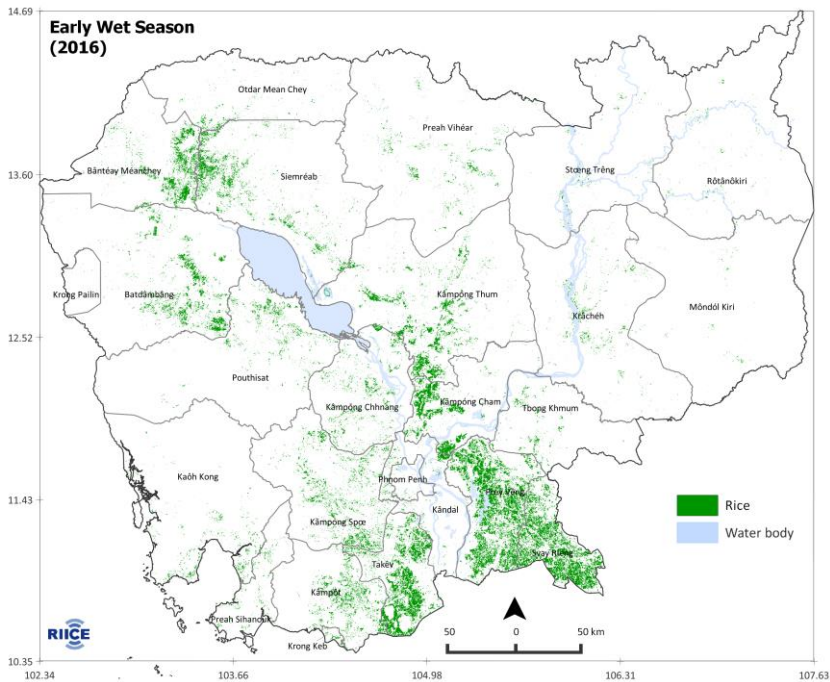 14.69
Early Wet Season
(2016)
Otdar Mean Chey
Preah Vihéar
13.60
Bântéay Méanchey
Siemréab
Stœng Trêng
Rôtânôkiri
Krong Pailin
Batdâmbâng
Kâmpóng Thum
Krâchéh
Môndól Kiri
12.52
Pouthisat
Kâmpóng Chhnang
Kâmpóng Cham
Tbong Khmum
Kaôh Kong
Phnom Penh
11.43
Kândal
Prey Vêng
Rice
Kâmpóng Spœ
Water body
Svay Rieng
Takêv
Kâmpôt
Preah Sihanouk
RIICE
Krong Keb
50 0 50 km
10.35
102.34 103.66 104.98 106.31 107.63